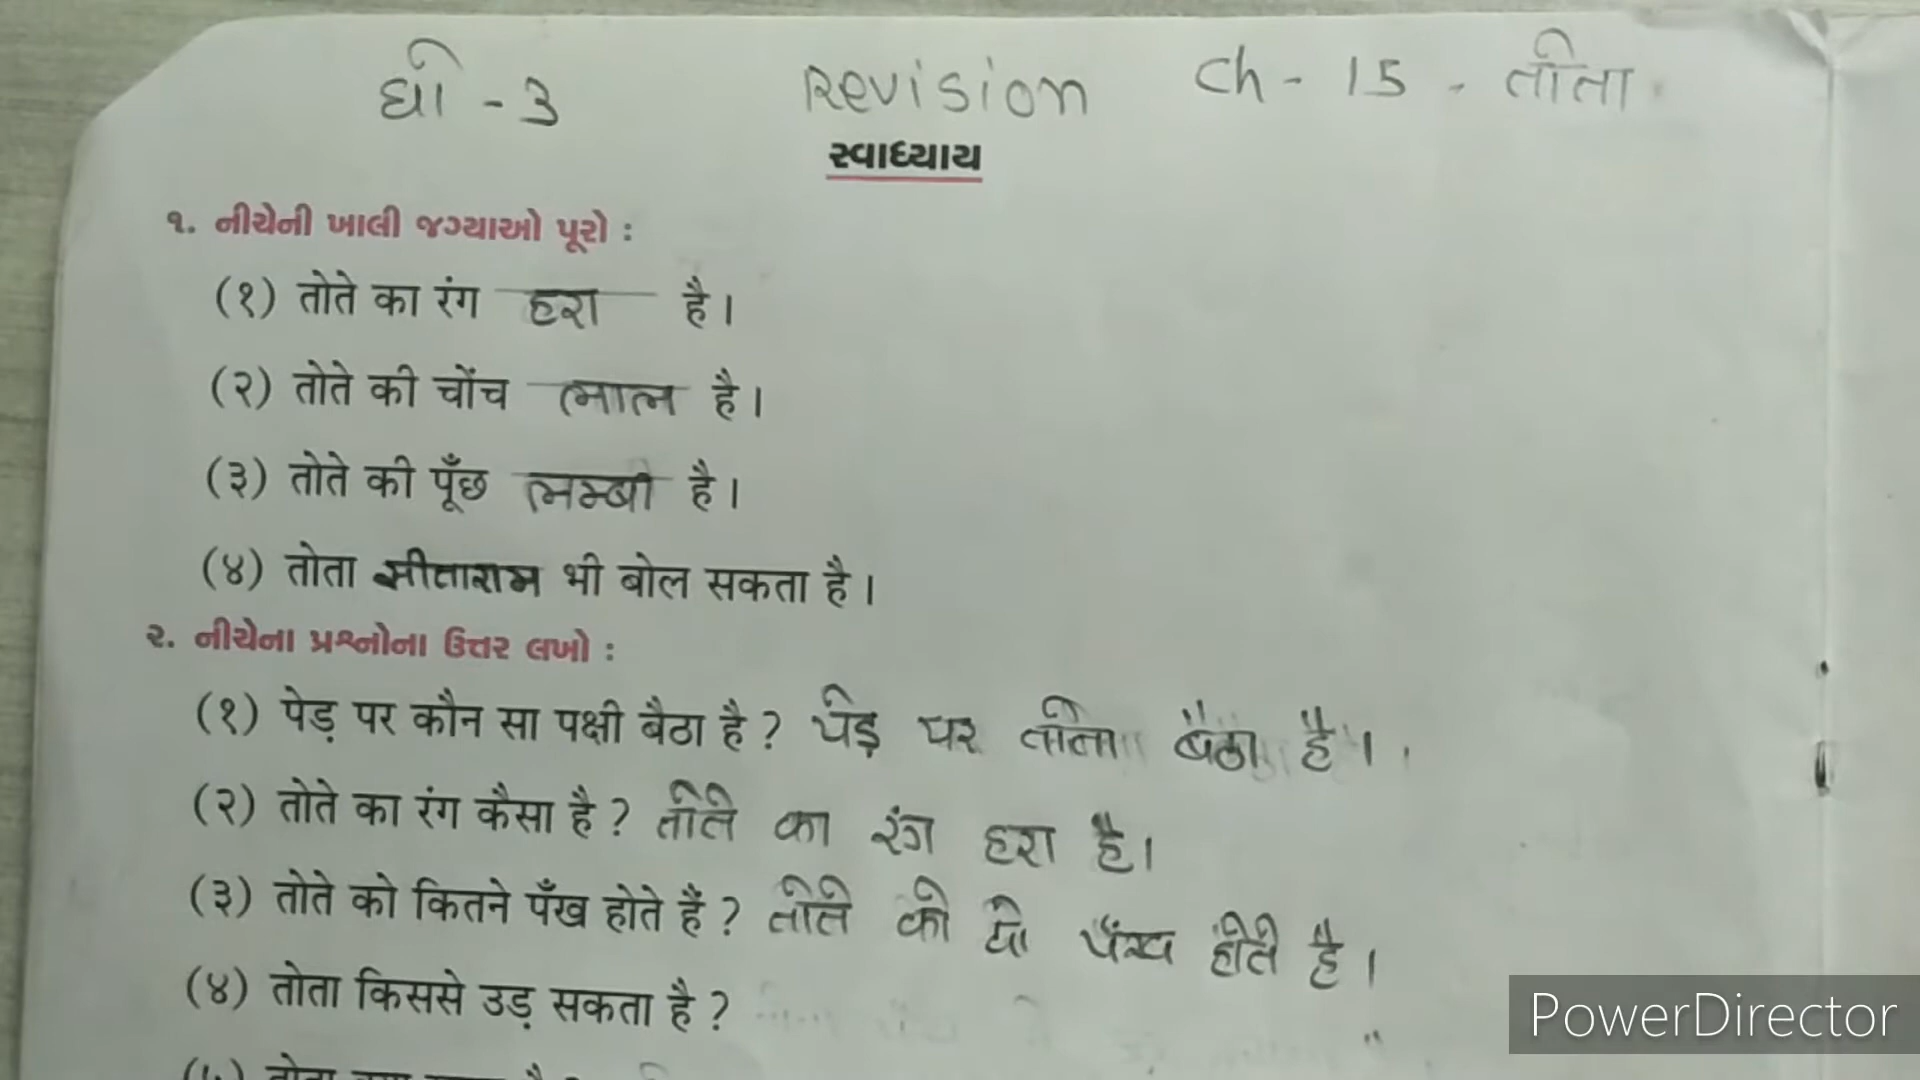 ધો - 3 Revision Ch - 15 - तोता
સ્વાધ્યાય
૧. નીચેની ખાલી જગ્યાઓ પૂરો :
(१) तोते का रंग हरा है।
(२) तोते की चोंच लाल है।
(३) तोते की पूँछ लम्बी है।
(४) तोता सीताराम भी बोल सकता है।
૨. નીચેના પ્રશ્નોના ઉત્તર લખો :
(१) पेड़ पर कौन सा पक्षी बैठा है ? पेड़ पर तोता बैठा है।
(२) तोते का रंग कैसा है ? तोते का रंग हरा है।
(३) तोते को कितने पँख होते हैं ? तोते को दो पँख होते है।
(४) तोता किससे उड़ सकता है ?
PowerDirector